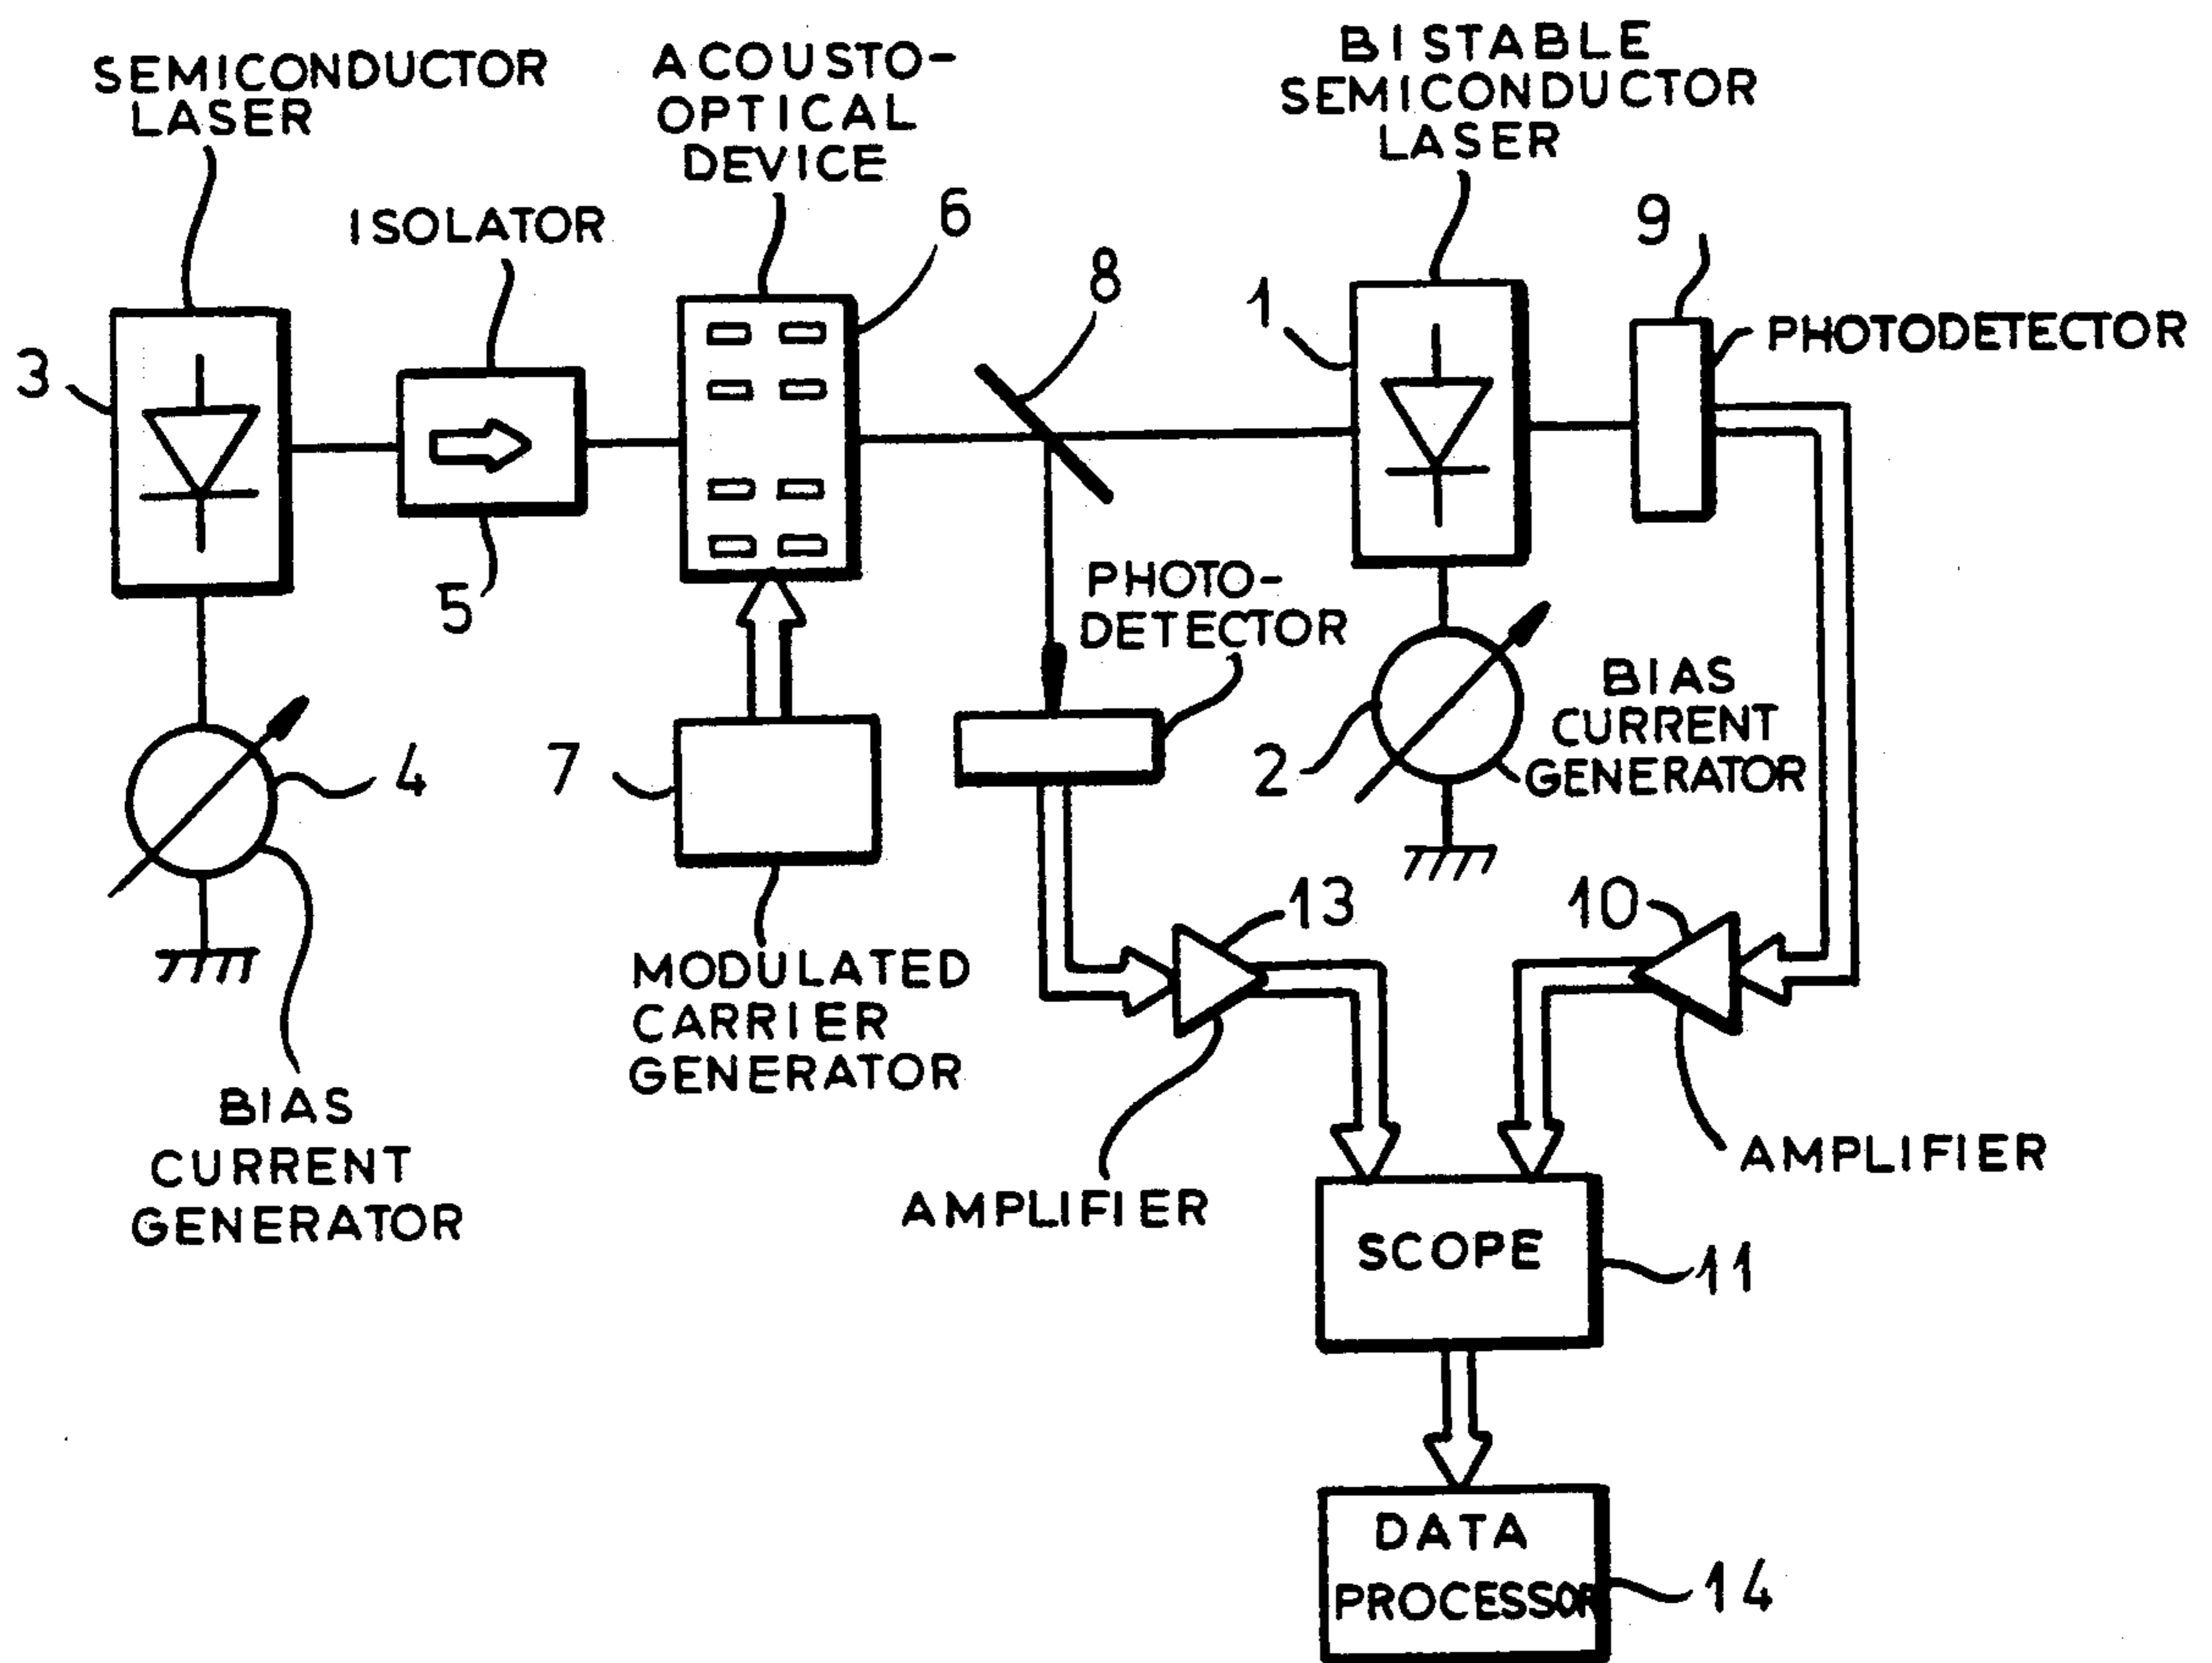 SEMICONDUCTOR
LASER
ACOUSTO-
OPTICAL
DEVICE
BISTABLE
SEMICONDUCTOR
LASER
ISOLATOR
6
8
1
9
PHOTODETECTOR
3
5
PHOTO-
DETECTOR
4
7
2
BIAS
CURRENT
GENERATOR
13
10
MODULATED
CARRIER
GENERATOR
BIAS
CURRENT
GENERATOR
AMPLIFIER
AMPLIFIER
SCOPE
11
DATA
PROCESSOR
14